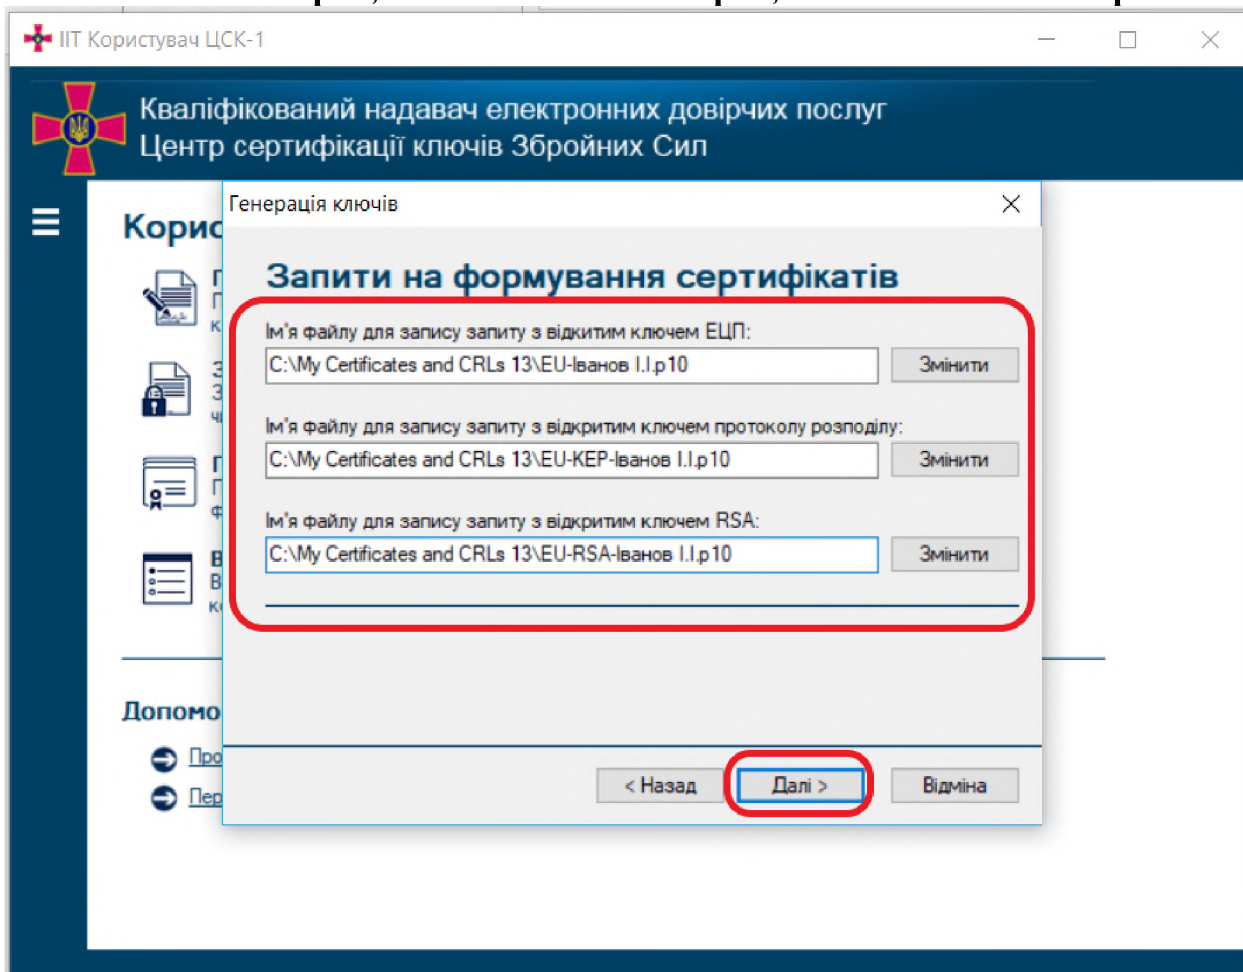 ІІТ Користувач ЦСК-1
Кваліфікований надавач електронних довірчих послуг
Центр сертифікації ключів Збройних Сил
Генерація ключів
Запити на формування сертифікатів
Ім'я файлу для запису запиту з відкитим ключем ЕЦП:
C:\My Certificates and CRLs 13\EU-Іванов І.І.p10
Змінити
Ім'я файлу для запису запиту з відкритим ключем протоколу розподілу:
C:\My Certificates and CRLs 13\EU-KEP-Іванов І.І.p10
Змінити
Ім'я файлу для запису запиту з відкритим ключем RSA:
C:\My Certificates and CRLs 13\EU-RSA-Іванов І.І.p10
Змінити
< Назад
Далі >
Відміна